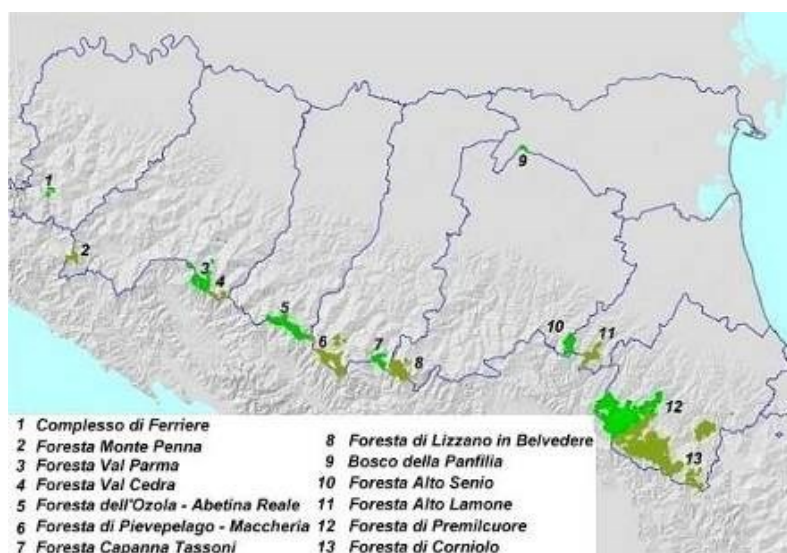 1
2
3
4
5
6
7
8
9
10
11
12
13
1 Complesso di Ferriere
2 Foresta Monte Penna
3 Foresta Val Parma
4 Foresta Val Cedra
5 Foresta dell'Ozola - Abetina Reale
6 Foresta di Pievepelago - Maccheria
7 Foresta Capanna Tassoni
8 Foresta di Lizzano in Belvedere
9 Bosco della Panfilia
10 Foresta Alto Senio
11 Foresta Alto Lamone
12 Foresta di Premilcuore
13 Foresta di Corniolo